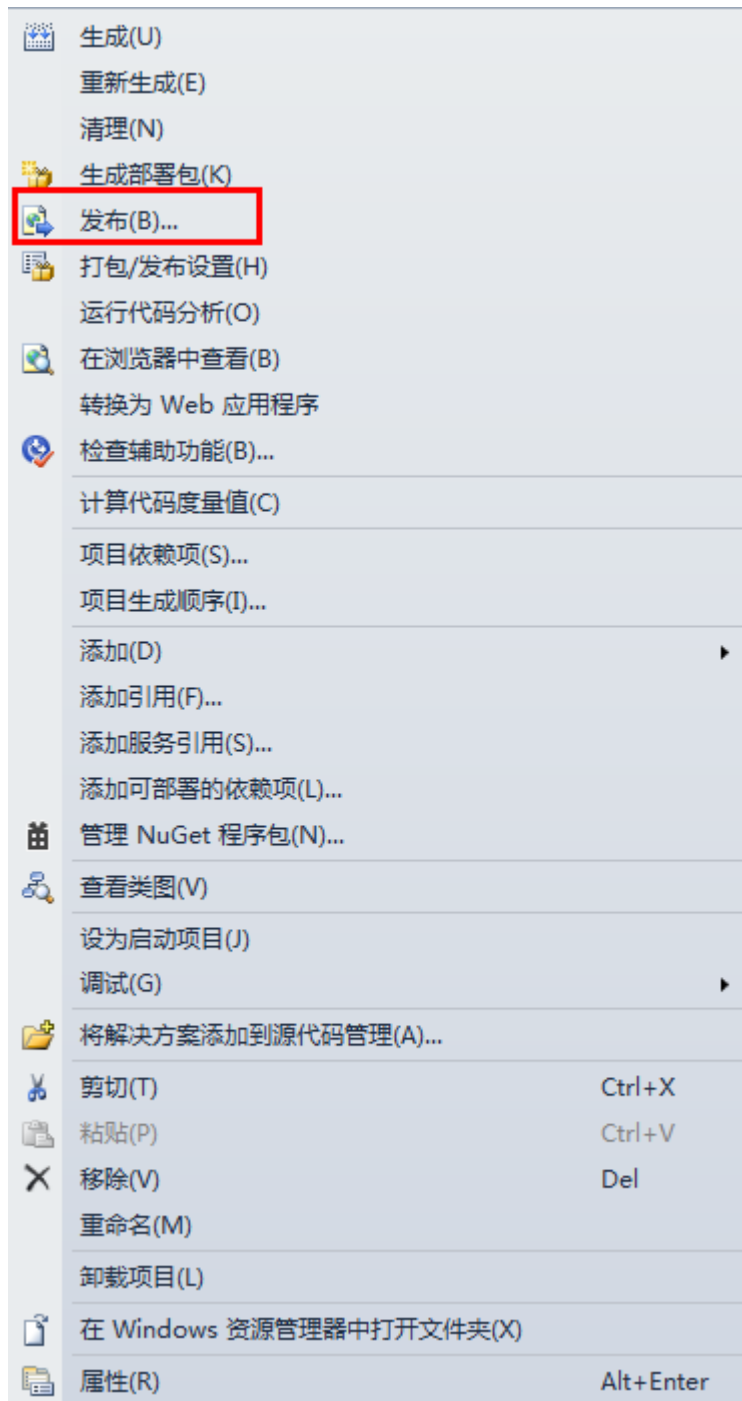 生成(U)
重新生成(E)
清理(N)
生成部署包(K)
发布(B)...
打包/发布设置(H)
运行代码分析(O)
在浏览器中查看(B)
转换为 Web 应用程序
检查辅助功能(B)...
计算代码度量值(C)
项目依赖项(S)...
项目生成顺序(I)...
添加(D)
添加引用(F)...
添加服务引用(S)...
添加可部署的依赖项(L)...
管理 NuGet 程序包(N)...
查看类图(V)
设为启动项目(J)
调试(G)
将解决方案添加到源代码管理(A)...
剪切(T) Ctrl+X
粘贴(P) Ctrl+V
移除(V) Del
重命名(M)
卸载项目(L)
在 Windows 资源管理器中打开文件夹(X)
属性(R) Alt+Enter